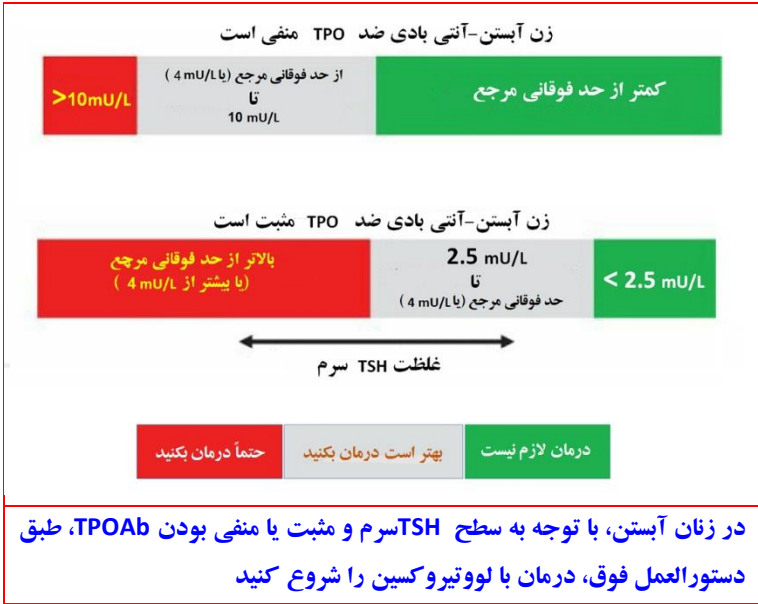 زن آبستن-آنتی بادی ضد TPO منفی است
کمتر از حد فوقانی مرجع
از حد فوقانی مرجع (یا 4 mU/L)
تا
10 mU/L
>10mU/L
زن آبستن-آنتی بادی ضد TPO مثبت است
< 2.5 mU/L
2.5 mU/L
تا
حد فوقانی مرجع (یا 4 mU/L)
بالاتر از حد فوقانی مرجع
(یا بیشتر از 4 mU/L)
غلظت TSH سرم
درمان لازم نیست
بهتر است درمان بکنید
حتماً درمان بکنید
در زنان آبستن، با توجه به سطح TSHسرم و مثبت یا منفی بودن TPOAb، طبق
دستورالعمل فوق، درمان با لووتیروکسین را شروع کنید